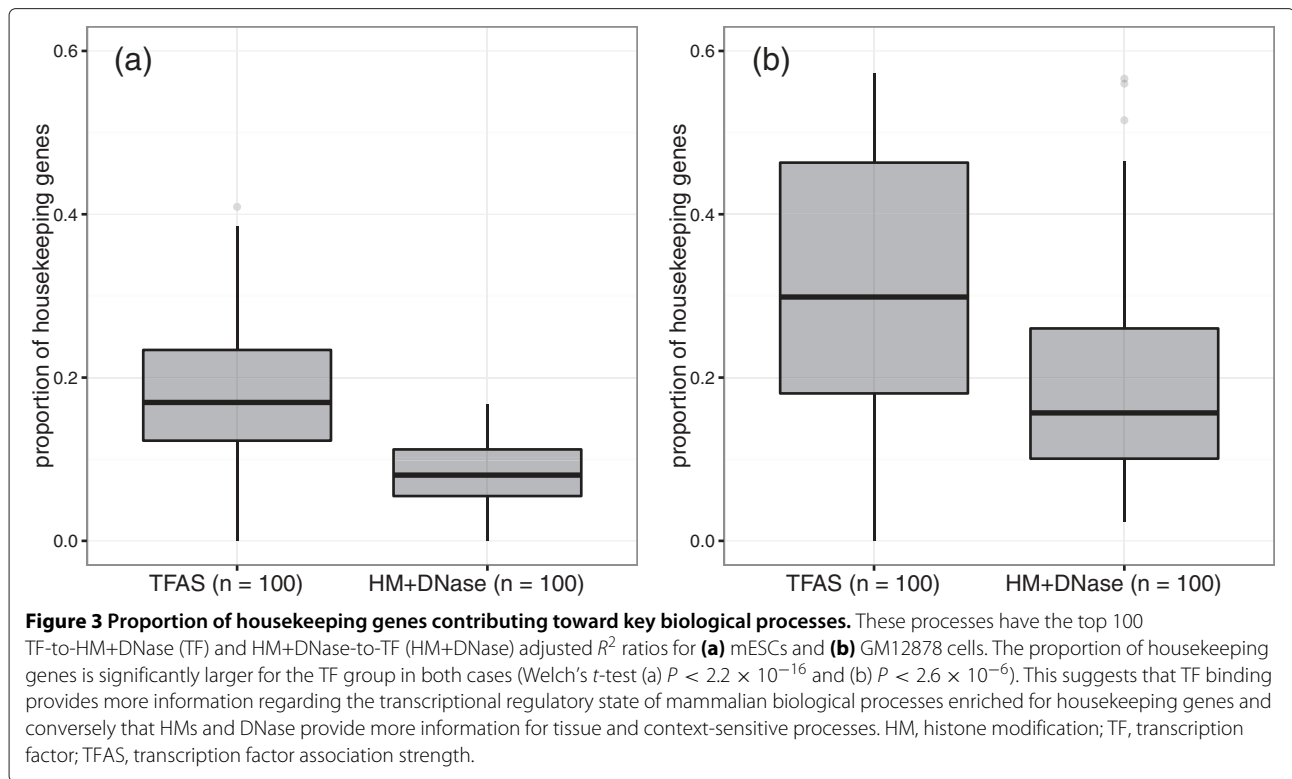 (a)
(b)
proportion of housekeeping genes
0.6
0.4
0.2
0.0
TFAS (n = 100)
HM+DNase (n = 100)
proportion of housekeeping genes
0.6
0.4
0.2
0.0
TFAS (n = 100)
HM+DNase (n = 100)
Figure 3 Proportion of housekeeping genes contributing toward key biological processes. These processes have the top 100
TF-to-HM+DNase (TF) and HM+DNase-to-TF (HM+DNase) adjusted R² ratios for (a) mESCs and (b) GM12878 cells. The proportion of housekeeping
genes is significantly larger for the TF group in both cases (Welch's t-test (a) P < 2.2 × 10⁻¹⁶ and (b) P < 2.6 × 10⁻⁶). This suggests that TF binding
provides more information regarding the transcriptional regulatory state of mammalian biological processes enriched for housekeeping genes and
conversely that HMs and DNase provide more information for tissue and context-sensitive processes. HM, histone modification; TF, transcription
factor; TFAS, transcription factor association strength.